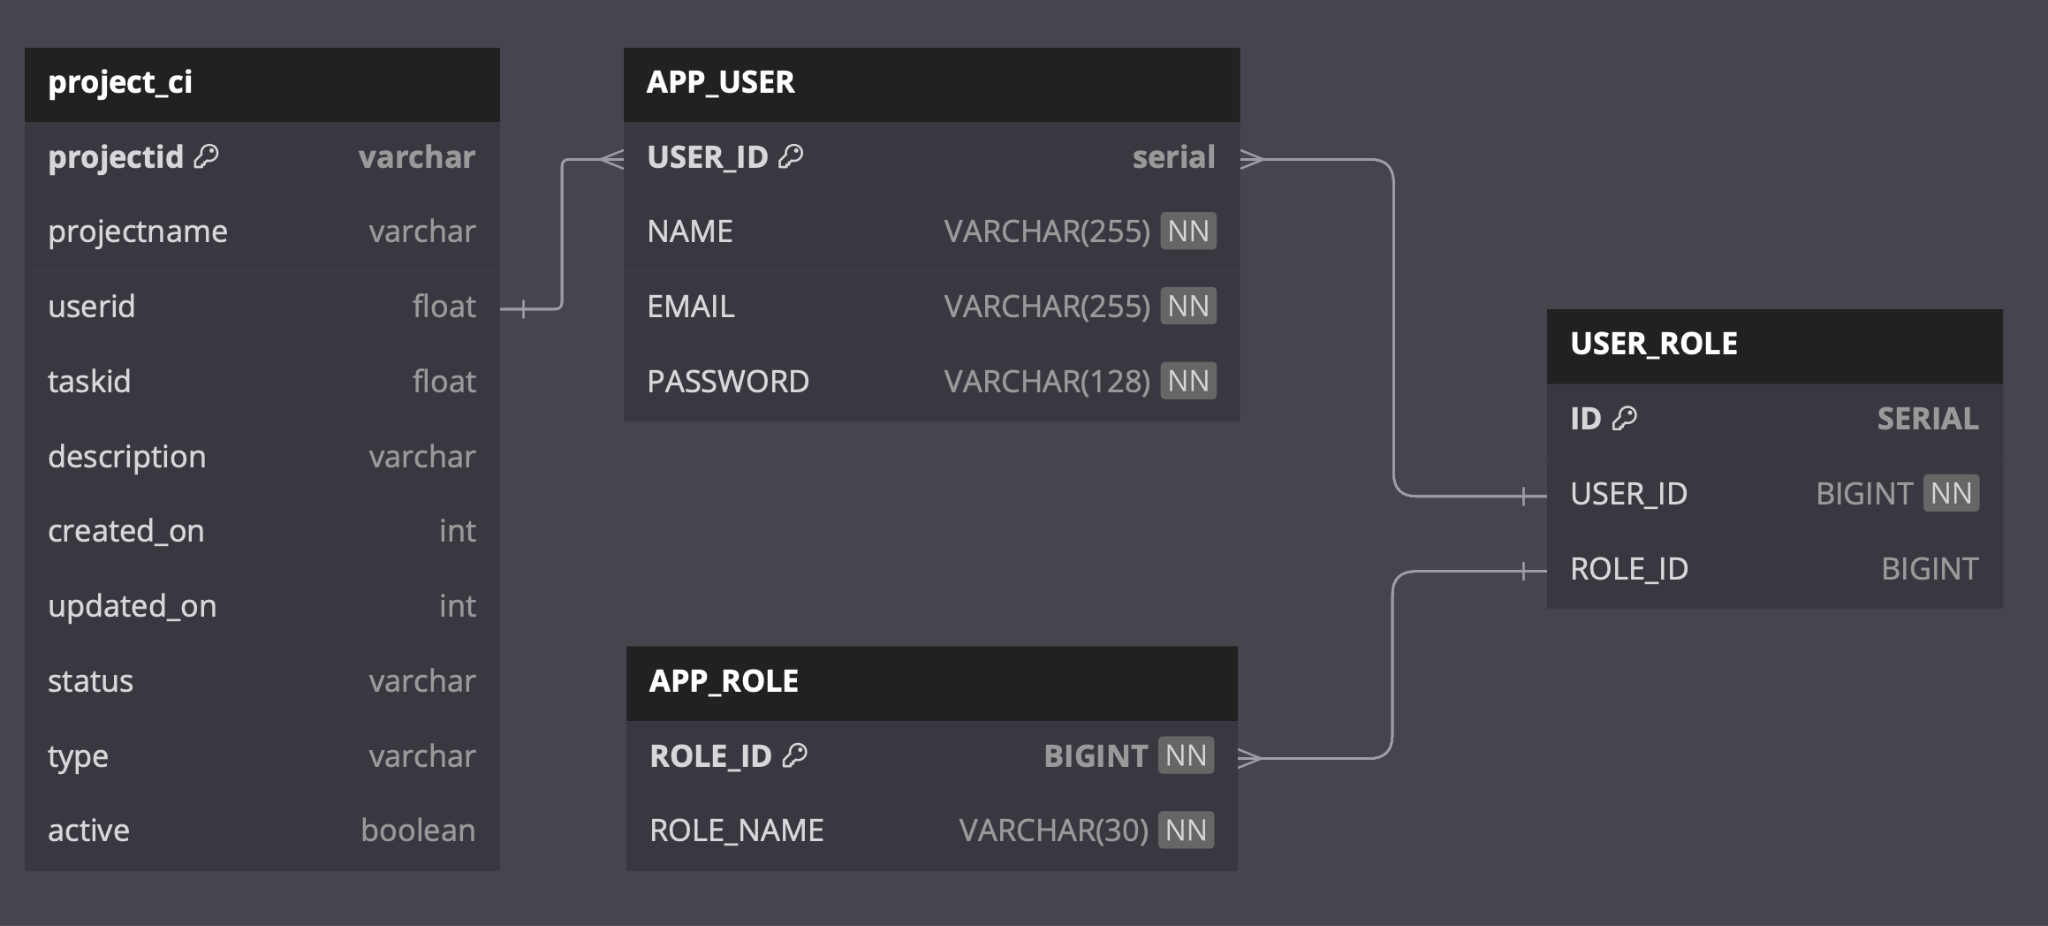 project_ci
projectid varchar
projectname varchar
userid float
taskid float
description varchar
created_on int
updated_on int
status varchar
type varchar
active boolean
APP_USER
USER_ID serial
NAME VARCHAR(255) NN
EMAIL VARCHAR(255) NN
PASSWORD VARCHAR(128) NN
APP_ROLE
ROLE_ID BIGINT NN
ROLE_NAME VARCHAR(30) NN
USER_ROLE
ID SERIAL
USER_ID BIGINT NN
ROLE_ID BIGINT